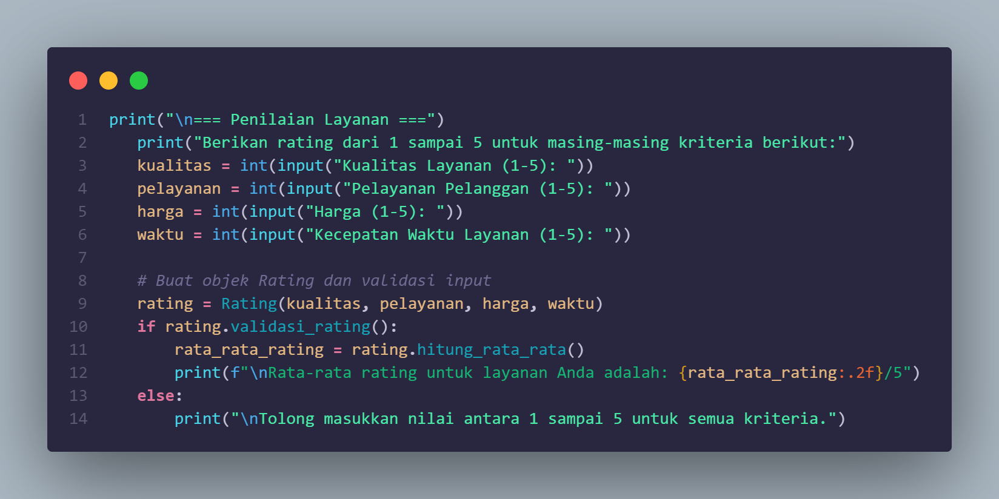 1 print("\n=== Penilaian Layanan ===")
2    print("Berikan rating dari 1 sampai 5 untuk masing-masing kriteria berikut:")
3    kualitas = int(input("Kualitas Layanan (1-5): "))
4    pelayanan = int(input("Pelayanan Pelanggan (1-5): "))
5    harga = int(input("Harga (1-5): "))
6    waktu = int(input("Kecepatan Waktu Layanan (1-5): "))
7
8    # Buat objek Rating dan validasi input
9    rating = Rating(kualitas, pelayanan, harga, waktu)
10    if rating.validasi_rating():
11        rata_rata_rating = rating.hitung_rata_rata()
12        print(f"\nRata-rata rating untuk layanan Anda adalah: {rata_rata_rating:.2f}/5")
13    else:
14        print("\nTolong masukkan nilai antara 1 sampai 5 untuk semua kriteria.")